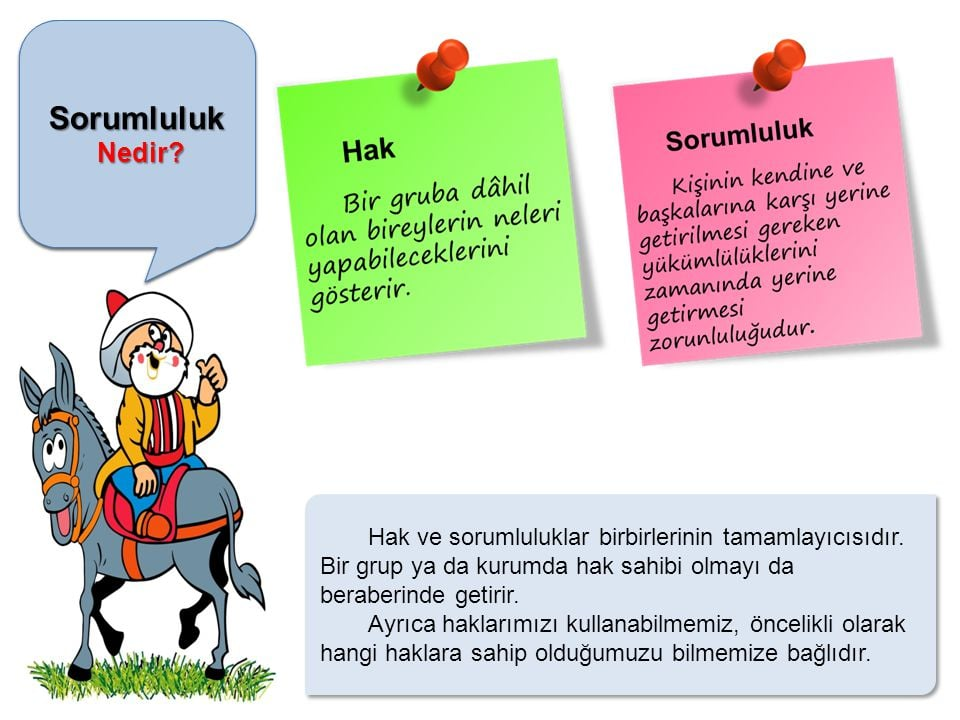 Sorumluluk
Nedir?
Hak
Bir gruba dâhil
olan bireylerin neleri
yapabileceklerini
gösterir.
Sorumluluk
Kişinin kendine ve
başkalarına karşı yerine
getirilmesi gereken
yükümlülüklerini
zamanında yerine
getirmesi
zorunluluğudur.
Hak ve sorumluluklar birbirlerinin tamamlayıcısıdır.
Bir grup ya da kurumda hak sahibi olmayı da
beraberinde getirir.
Ayrıca haklarımızı kullanabilmemiz, öncelikli olarak
hangi haklara sahip olduğumuzu bilmemize bağlıdır.